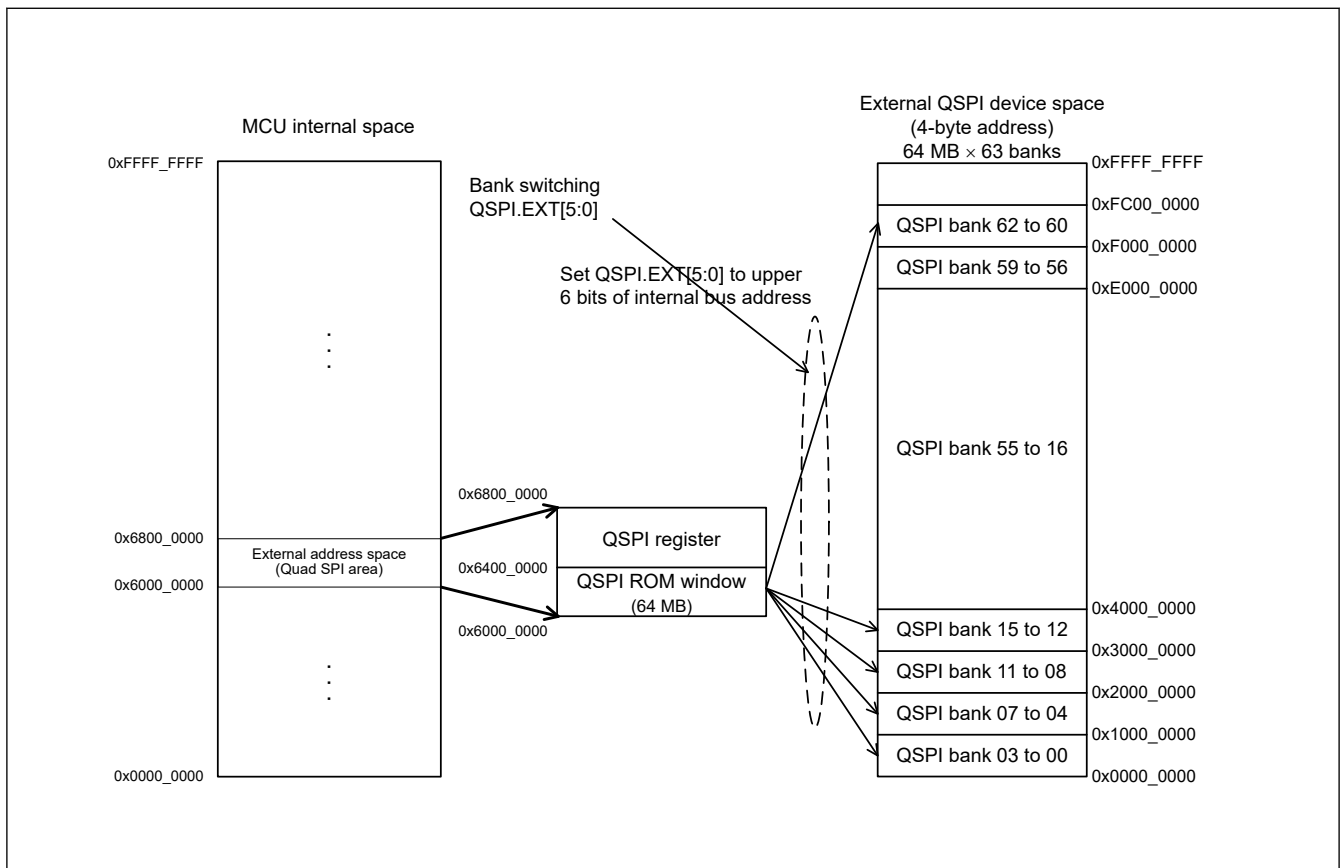 MCU internal space
0xFFFF_FFFF
.
.
.
0x6800_0000
External address space
(Quad SPI area)
0x6000_0000
.
.
.
0x0000_0000
Bank switching
QSPI.EXT[5:0]
Set QSPI.EXT[5:0] to upper
6 bits of internal bus address
0x6800_0000
QSPI register
0x6400_0000
QSPI ROM window
(64 MB)
0x6000_0000
External QSPI device space
(4-byte address)
64 MB × 63 banks
0xFFFF_FFFF
0xFC00_0000
QSPI bank 62 to 60
0xF000_0000
QSPI bank 59 to 56
0xE000_0000
QSPI bank 55 to 16
0x4000_0000
QSPI bank 15 to 12
0x3000_0000
QSPI bank 11 to 08
0x2000_0000
QSPI bank 07 to 04
0x1000_0000
QSPI bank 03 to 00
0x0000_0000